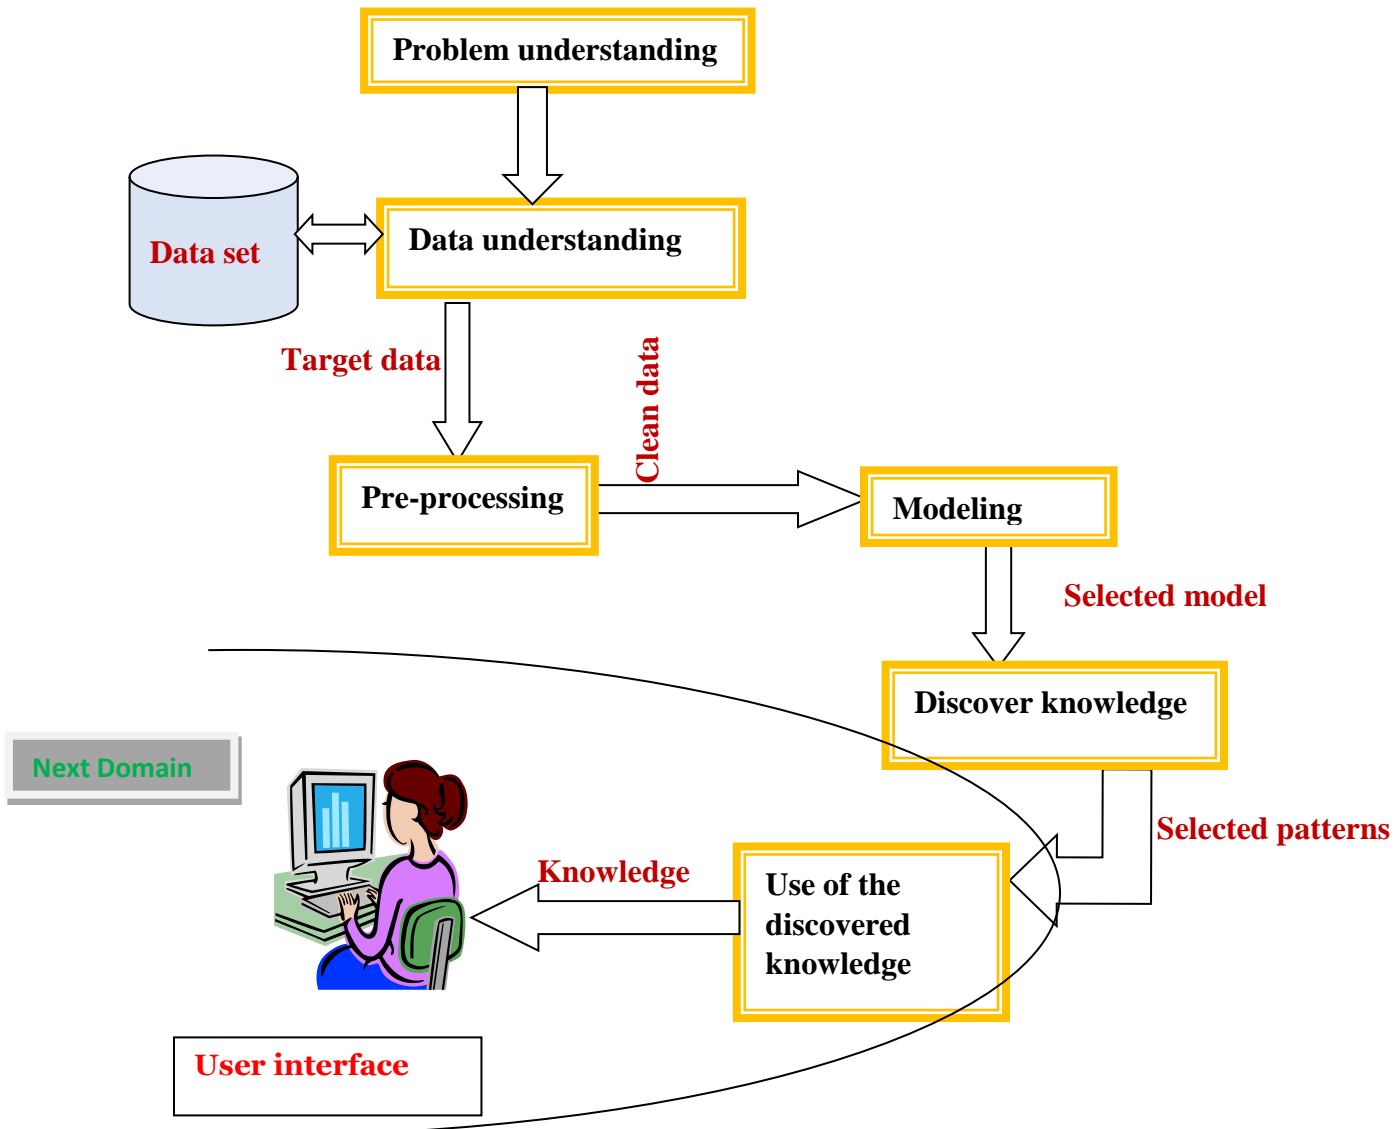 Problem understanding
Data set
Data understanding
Target data
Clean data
Pre-processing
Modeling
Selected model
Discover knowledge
Next Domain
Selected patterns
Knowledge
Use of the
discovered
knowledge
User interface